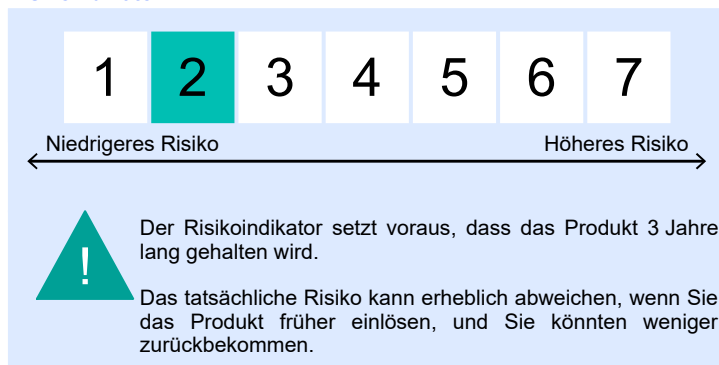 1 2 3 4 5 6 7
Niedrigeres Risiko Höheres Risiko
!
Der Risikoindikator setzt voraus, dass das Produkt 3 Jahre
lang gehalten wird.
Das tatsächliche Risiko kann erheblich abweichen, wenn Sie
das Produkt früher einlösen, und Sie könnten weniger
zurückbekommen.